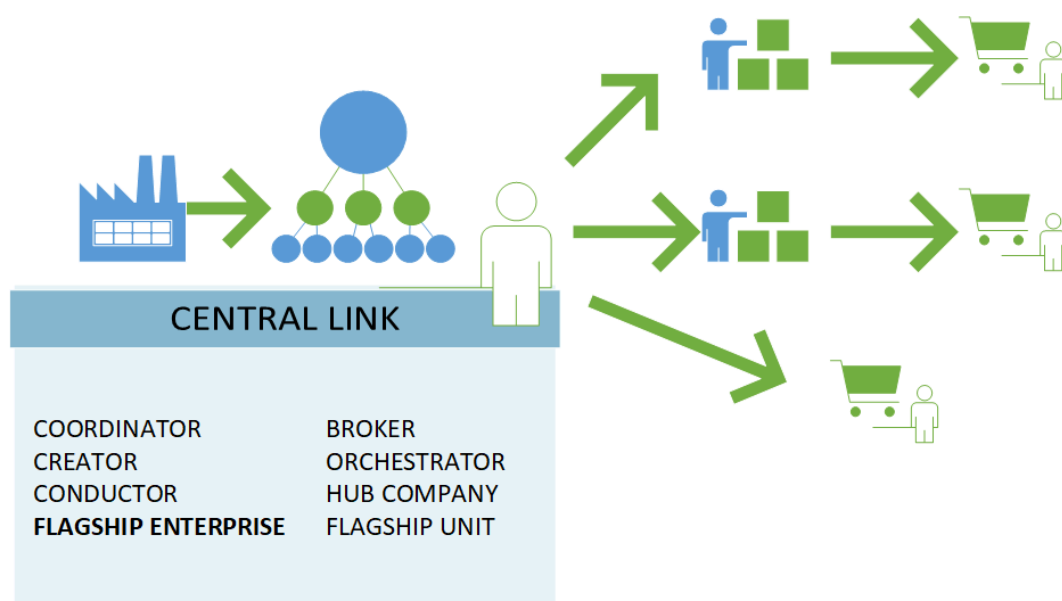 CENTRAL LINK
COORDINATOR
CREATOR
CONDUCTOR
FLAGSHIP ENTERPRISE
BROKER
ORCHESTRATOR
HUB COMPANY
FLAGSHIP UNIT